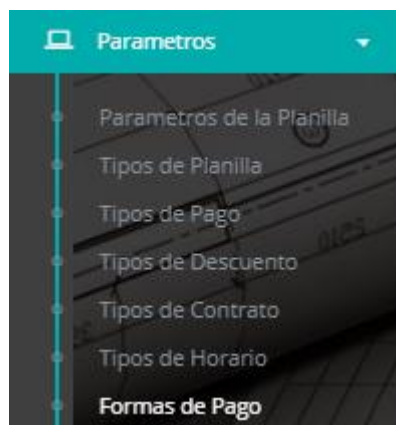 Parametros
Parametros de la Planilla
Tipos de Planilla
Tipos de Pago
Tipos de Descuento
Tipos de Contrato
Tipos de Horario
Formas de Pago